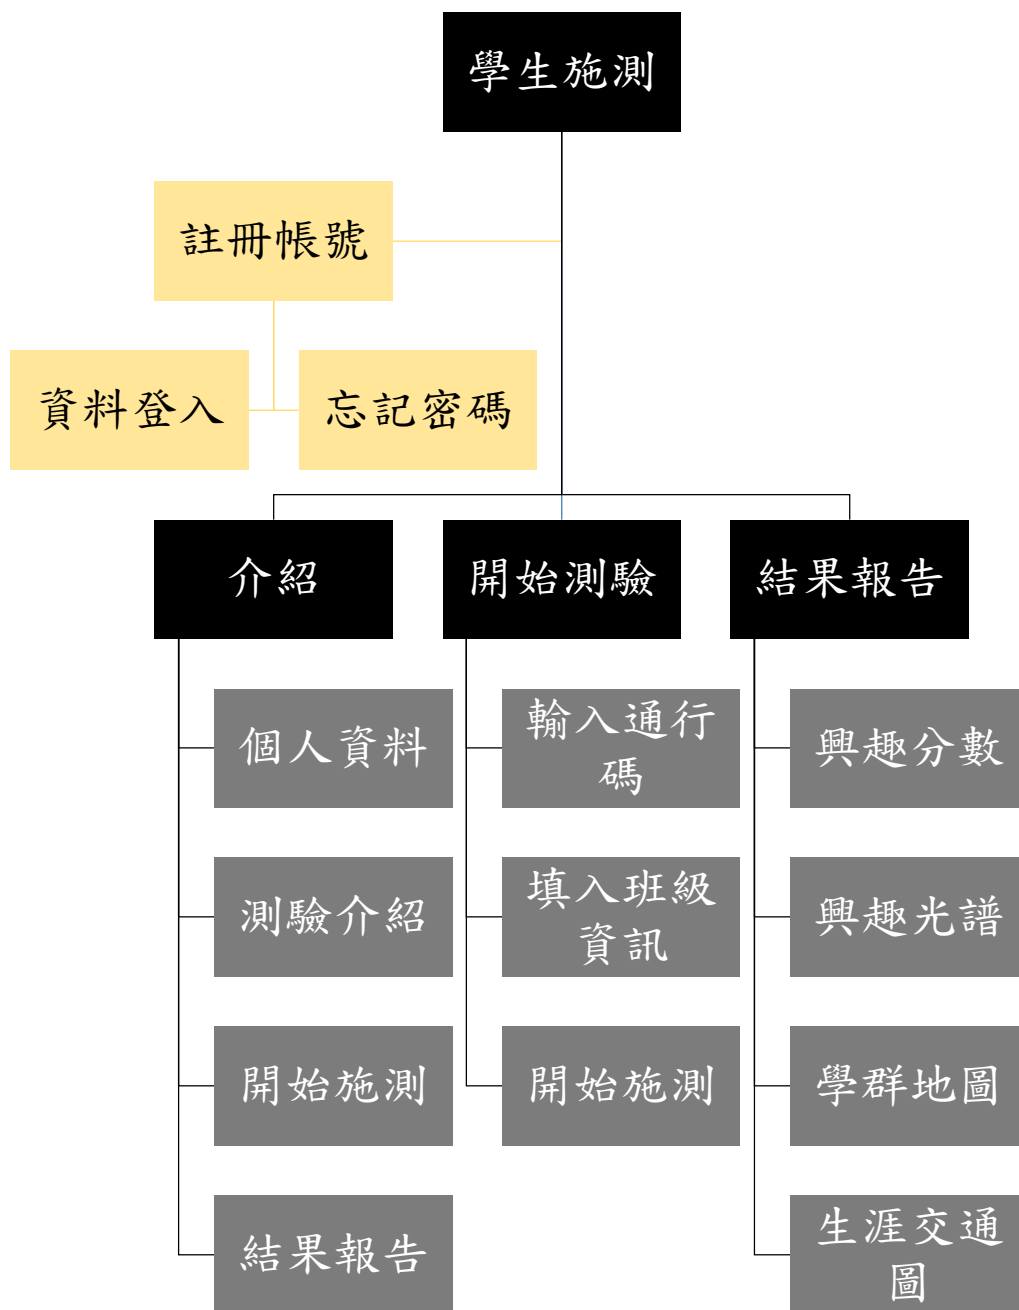 學生施測
註冊帳號
資料登入
忘記密碼
介紹
開始測驗
結果報告
個人資料
測驗介紹
開始施測
結果報告
輸入通行
碼
填入班級
資訊
開始施測
興趣分數
興趣光譜
學群地圖
生涯交通
圖